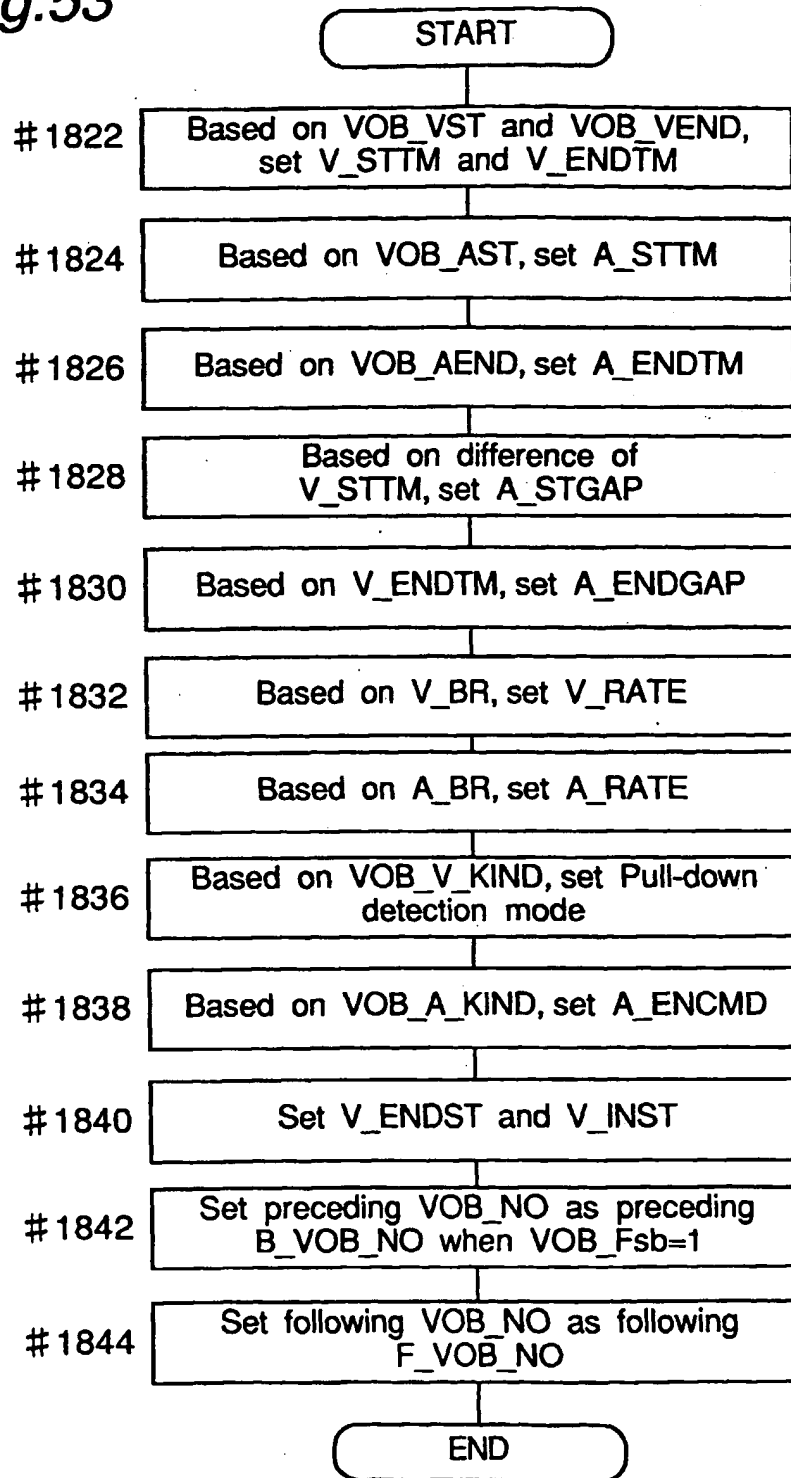 g.53
START
#1822
Based on VOB_VST and VOB_VEND,
set V_STTM and V_ENDTM
#1824
Based on VOB_AST, set A_STTM
#1826
Based on VOB_AEND, set A_ENDTM
#1828
Based on difference of
V_STTM, set A_STGAP
#1830
Based on V_ENDTM, set A_ENDGAP
#1832
Based on V_BR, set V_RATE
#1834
Based on A_BR, set A_RATE
#1836
Based on VOB_V_KIND, set Pull-down
detection mode
#1838
Based on VOB_A_KIND, set A_ENCMD
#1840
Set V_ENDST and V_INST
#1842
Set preceding VOB_NO as preceding
B_VOB_NO when VOB_Fsb=1
#1844
Set following VOB_NO as following
F_VOB_NO
END